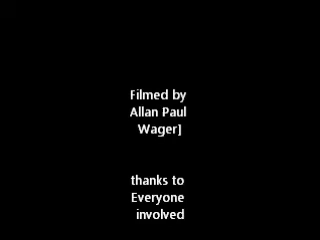 Filmed by
Allan Paul
Wager]
thanks to
Everyone
involved